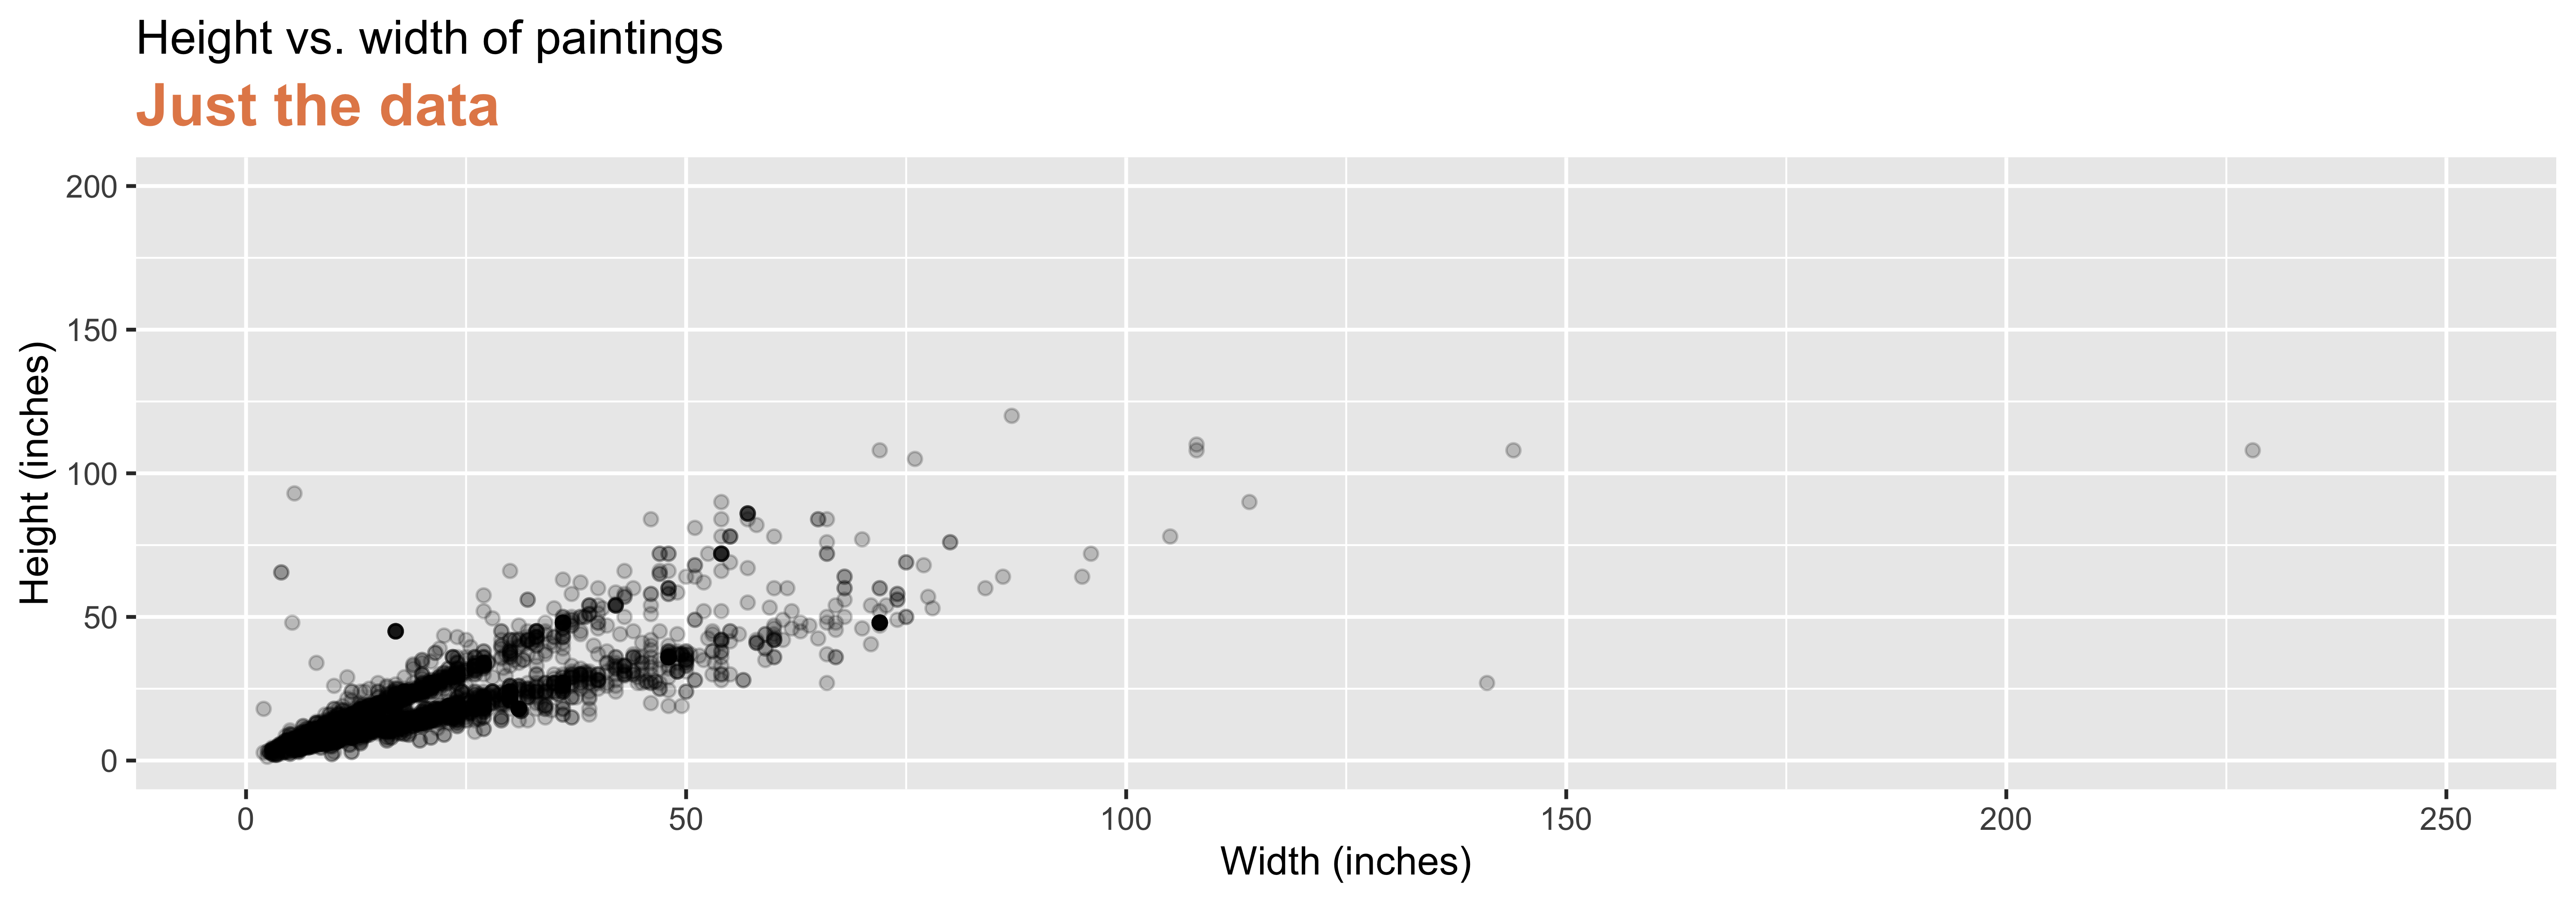 Height vs. width of paintings
Just the data
200
150
100
50
0
Height (inches)
0 50 100 150 200 250
Width (inches)